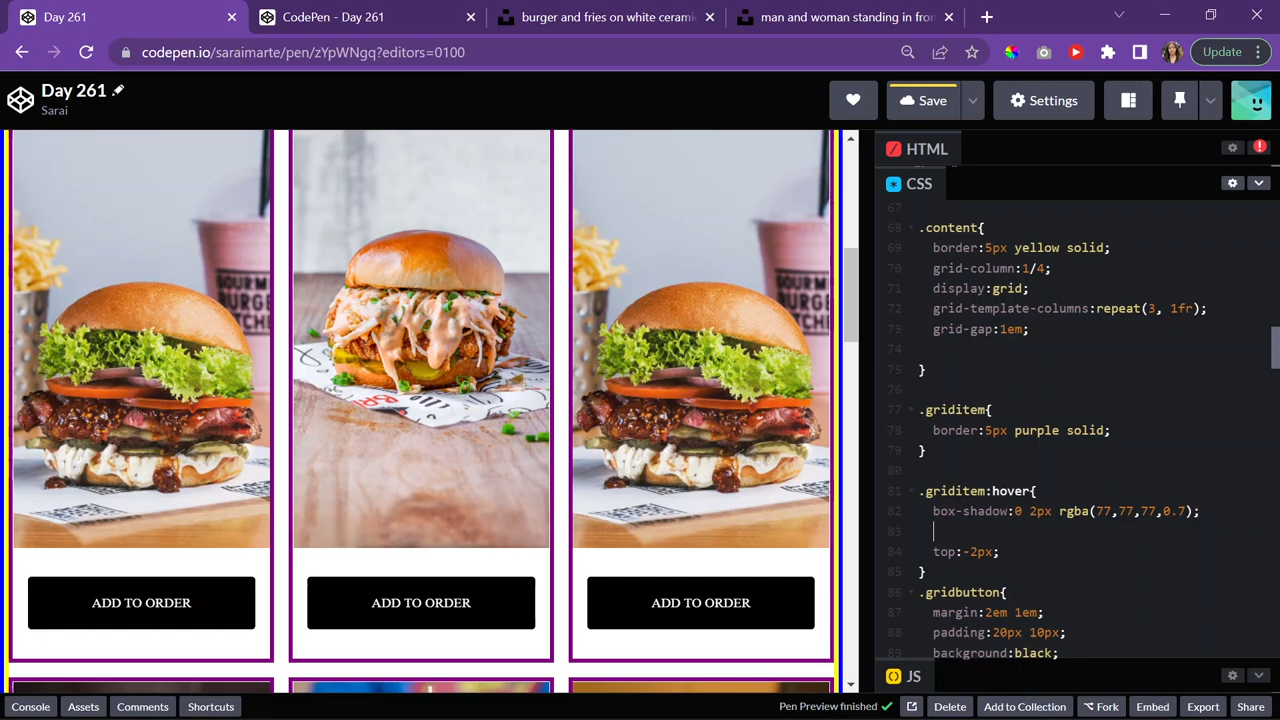 Day 261
CodePen - Day 261
burger and fries on white cerami
man and woman standing in fron
codepen.io/saraimarte/pen/zYpWNgq?editors=0100
Update
Day 261
Sarai
Save
Settings
HTML
CSS
67
68 .content{
69 border:5px yellow solid;
70 grid-column:1/4;
71 display:grid;
72 grid-template-columns:repeat(3, 1fr);
73 grid-gap:1em;
74
75 }
76
77 .griditem{
78 border:5px purple solid;
79 }
80
81 .griditem:hover{
82 box-shadow:0 2px rgba(77,77,77,0.7);
83
84 top:-2px;
85 }
86 .gridbutton{
87 margin:2em 1em;
88 padding:20px 10px;
89 background:black;
ADD TO ORDER
ADD TO ORDER
ADD TO ORDER
JS
Console
Assets
Comments
Shortcuts
Pen Preview finished
Delete
Add to Collection
Fork
Embed
Export
Share